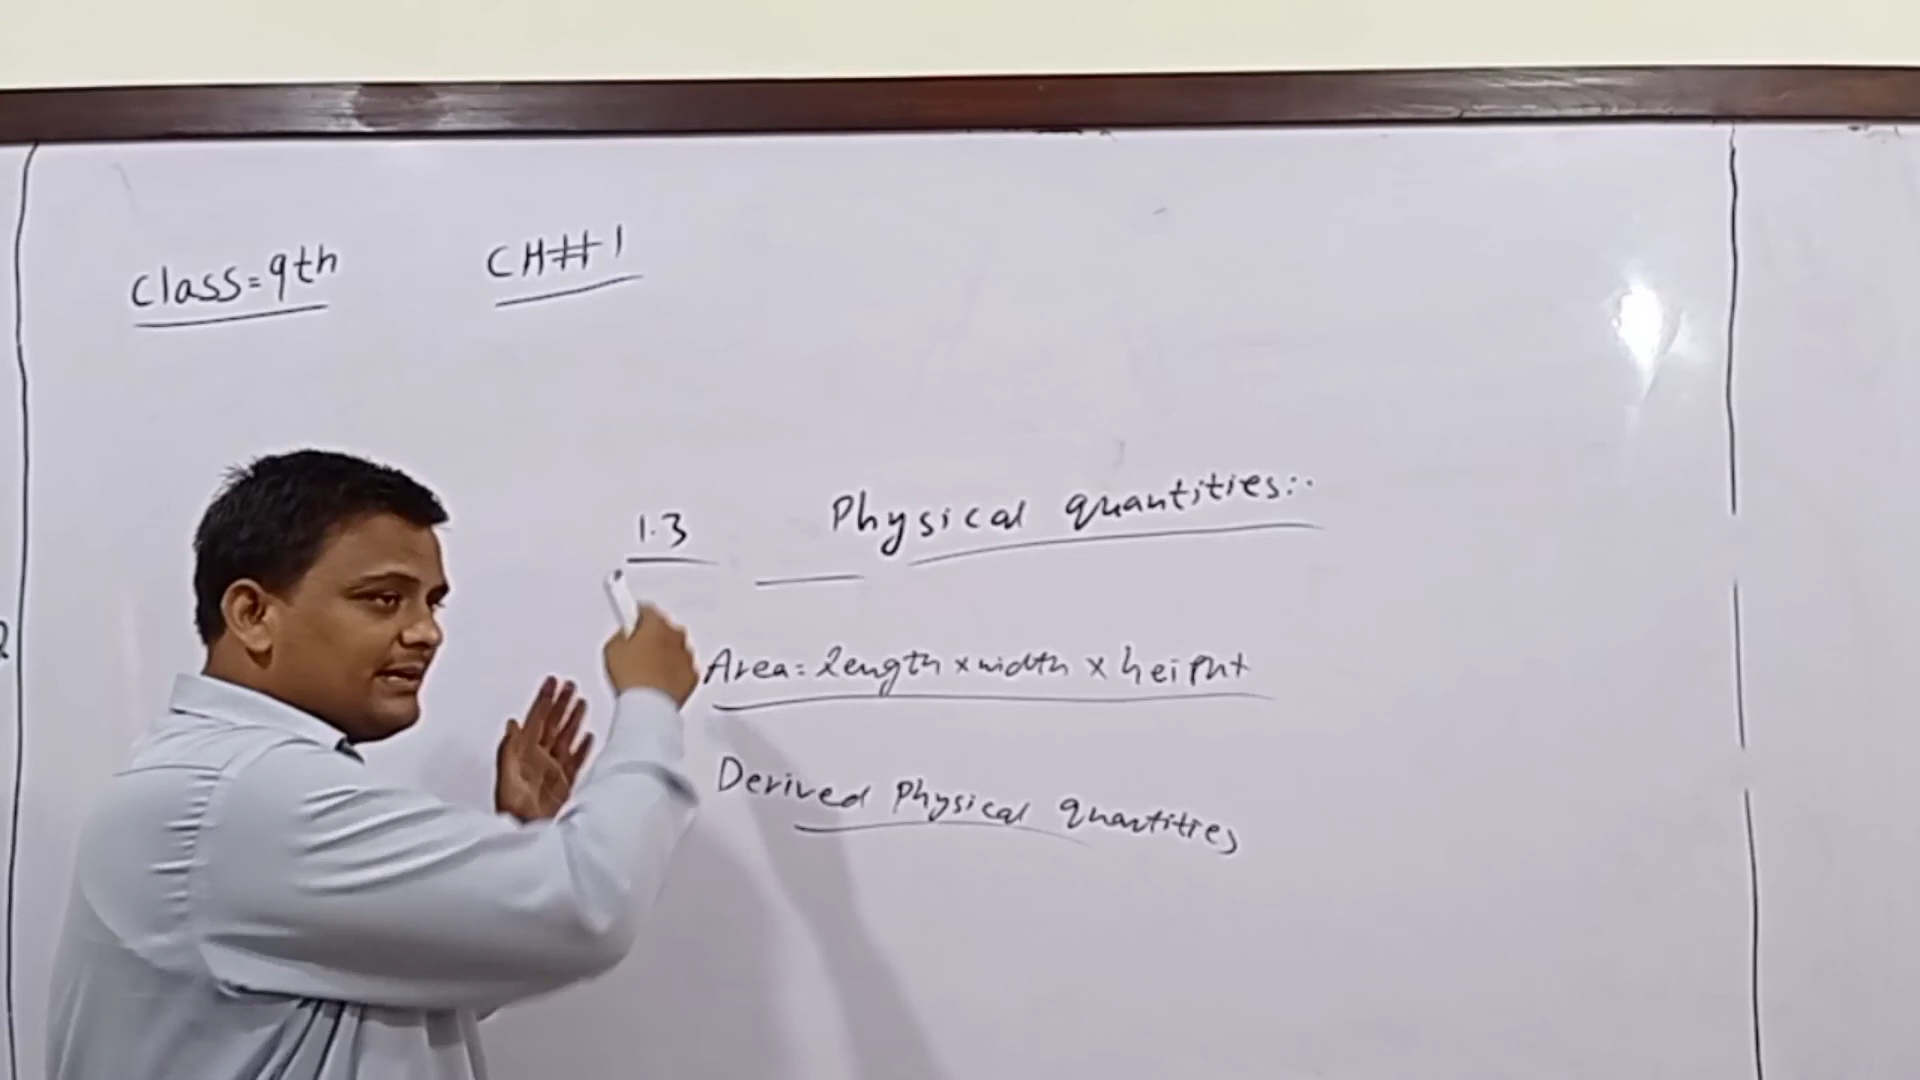 Class=9th CH#1
1.3 Physical quantities:.
Area=length×width×height
Derived Physical quantities